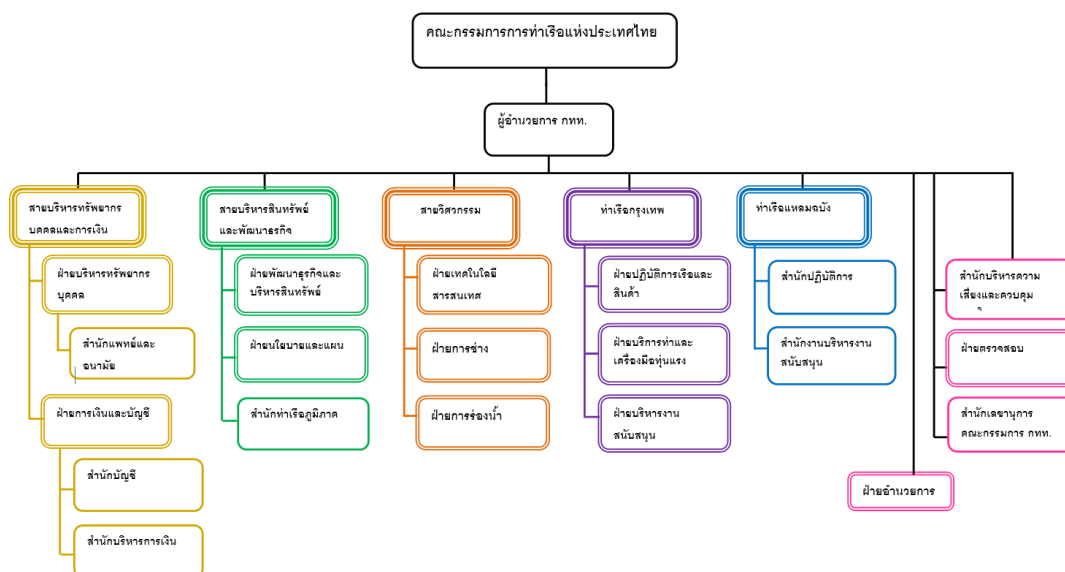 คณะกรรมการการท่าเรือแห่งประเทศไทย
ผู้อำนวยการ กทท.
สายบริหารทรัพยากร
บุคคลและการเงิน
ฝ่ายบริหารทรัพยากร
บุคคล
สำนักแพทย์และ
อนามัย
ฝ่ายการเงินและบัญชี
สำนักบัญชี
สำนักบริหารการเงิน
สายบริหารสินทรัพย์
และพัฒนาธุรกิจ
ฝ่ายพัฒนาธุรกิจและ
บริหารสินทรัพย์
ฝ่ายนโยบายและแผน
สำนักท่าเรือภูมิภาค
สายวิศวกรรม
ฝ่ายเทคโนโลยี
สารสนเทศ
ฝ่ายการช่าง
ฝ่ายการร่องน้ำ
ท่าเรือกรุงเทพ
ฝ่ายปฏิบัติการเรือและ
สินค้า
ฝ่ายบริการท่าและ
เครื่องมือทุ่นแรง
ฝ่ายบริหารงาน
สนับสนุน
ท่าเรือแหลมฉบัง
สำนักปฏิบัติการ
สำนักงานบริหารงาน
สนับสนุน
สำนักบริหารความ
เสี่ยงและควบคุม
ฝ่ายตรวจสอบ
สำนักเลขานุการ
คณะกรรมการ กทท.
ฝ่ายอำนวยการ